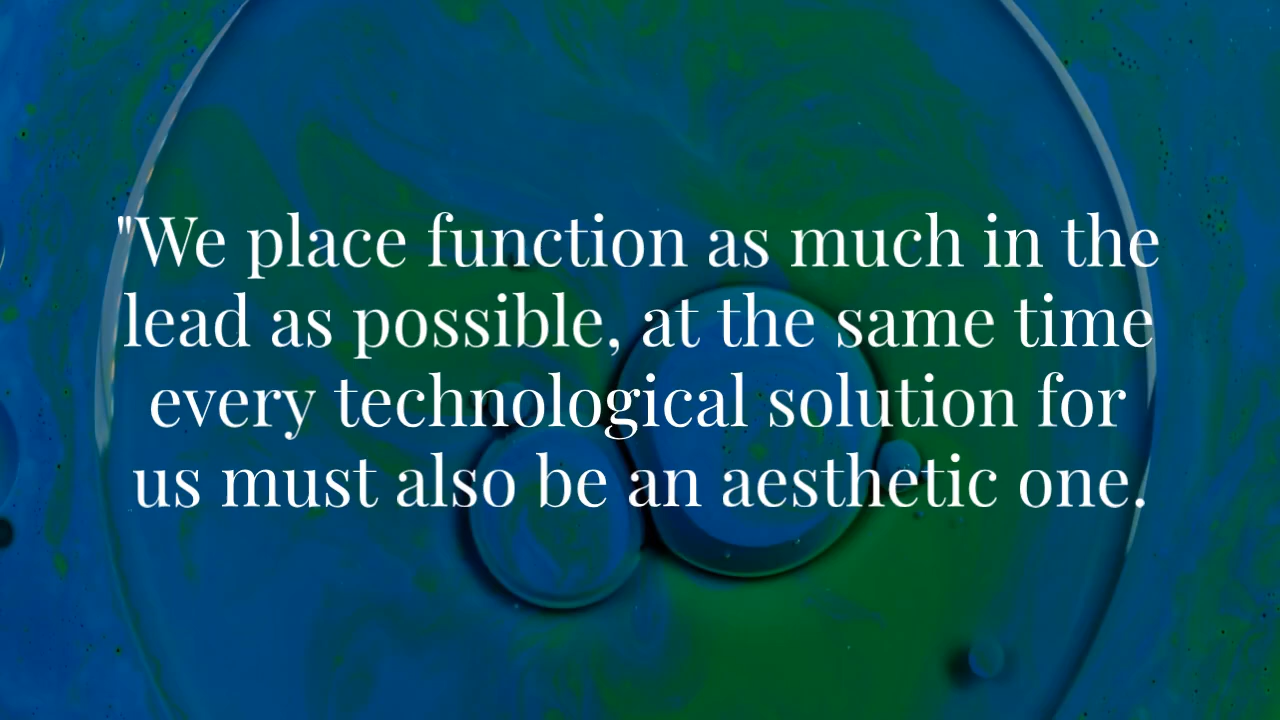 "We place function as much in the
lead as possible, at the same time
every technological solution for
us must also be an aesthetic one.